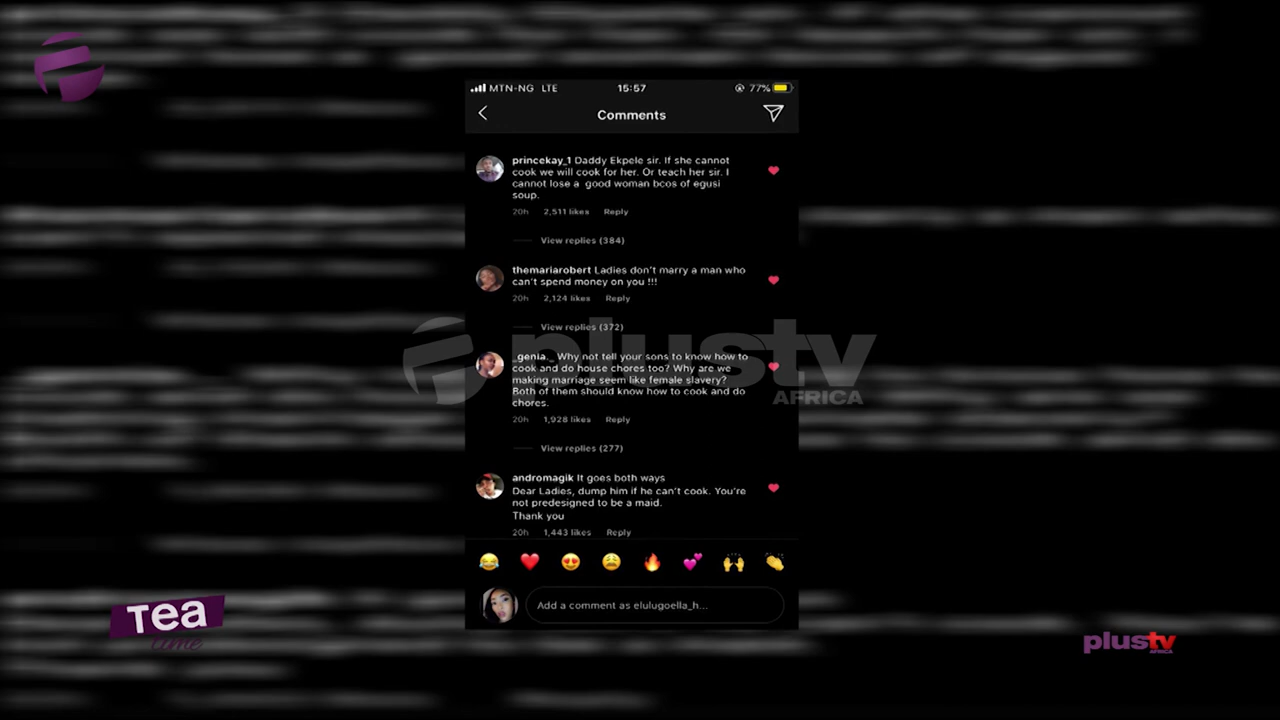 MTN-NG LTE 15:57 77%
Comments
princekay_1 Daddy Ekpele sir. If she cannot
cook we will cook for her. Or teach her sir. I
cannot lose a good woman bcos of egusi
soup.
20h 2,511 likes Reply
View replies (384)
themariarobert Ladies don't marry a man who
can't spend money on you !!!
20h 2,124 likes Reply
View replies (372)
plustv
AFRICA
_genia._ Why not tell your sons to know how to
cook and do house chores too? Why are we
making marriage seem like female slavery?
Both of them should know how to cook and do
chores.
20h 1,928 likes Reply
View replies (277)
andromagik It goes both ways
Dear Ladies, dump him if he can't cook. You're
not predesigned to be a maid.
Thank you
20h 1,443 likes Reply
Add a comment as elulugoella_h...
Tea
time
plustv
AFRICA